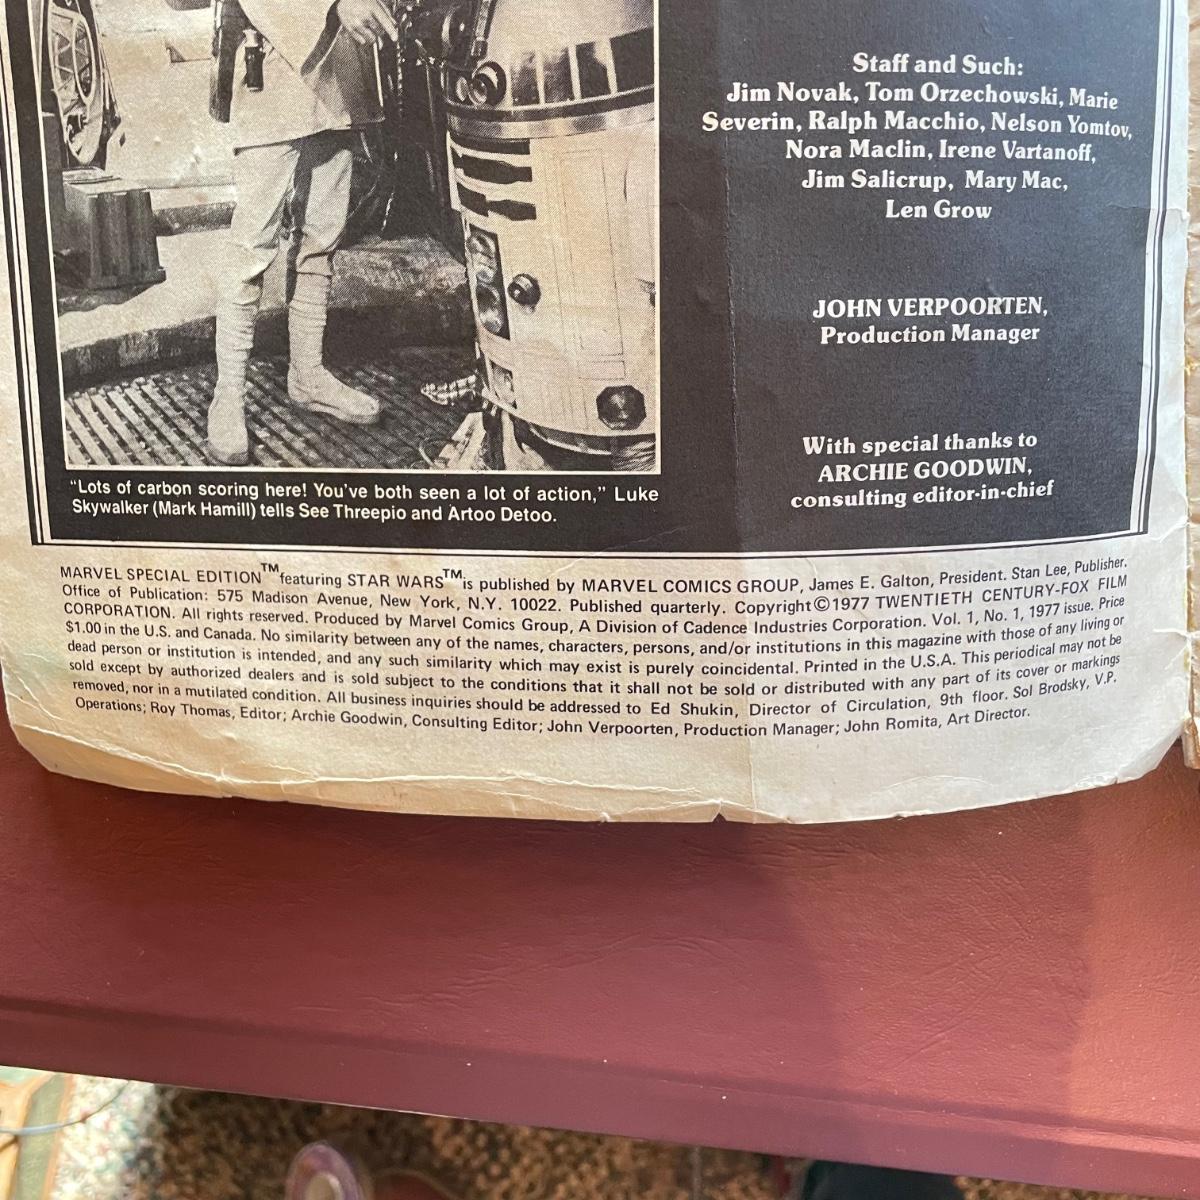 Staff and Such:
Jim Novak, Tom Orzechowski, Marie
Severin, Ralph Macchio, Nelson Yomtov,
Nora Maclin, Irene Vartanoff,
Jim Salicrup, Mary Mac,
Len Grow
JOHN VERPOORTEN,
Production Manager
With special thanks to
ARCHIE GOODWIN,
consulting editor-in-chief
"Lots of carbon scoring here! You've both seen a lot of action," Luke
Skywalker (Mark Hamill) tells See Threepio and Artoo Detoo.
MARVEL SPECIAL EDITION™ featuring STAR WARS™ is published by MARVEL COMICS GROUP, James E. Galton, President. Stan Lee, Publisher.
Office of Publication: 575 Madison Avenue, New York, N.Y. 10022. Published quarterly. Copyright © 1977 TWENTIETH CENTURY-FOX FILM
CORPORATION. All rights reserved. Produced by Marvel Comics Group, A Division of Cadence Industries Corporation. Vol. 1, No. 1, 1977 issue. Price
$1.00 in the U.S. and Canada. No similarity between any of the names, characters, persons, and/or institutions in this magazine with those of any living or
dead person or institution is intended, and any such similarity which may exist is purely coincidental. Printed in the U.S.A. This periodical may not be
sold except by authorized dealers and is sold subject to the conditions that it shall not be sold or distributed with any part of its cover or markings
removed, nor in a mutilated condition. All business inquiries should be addressed to Ed Shukin, Director of Circulation, 9th floor. Sol Brodsky, V.P.
Operations; Roy Thomas, Editor; Archie Goodwin, Consulting Editor; John Verpoorten, Production Manager; John Romita, Art Director.